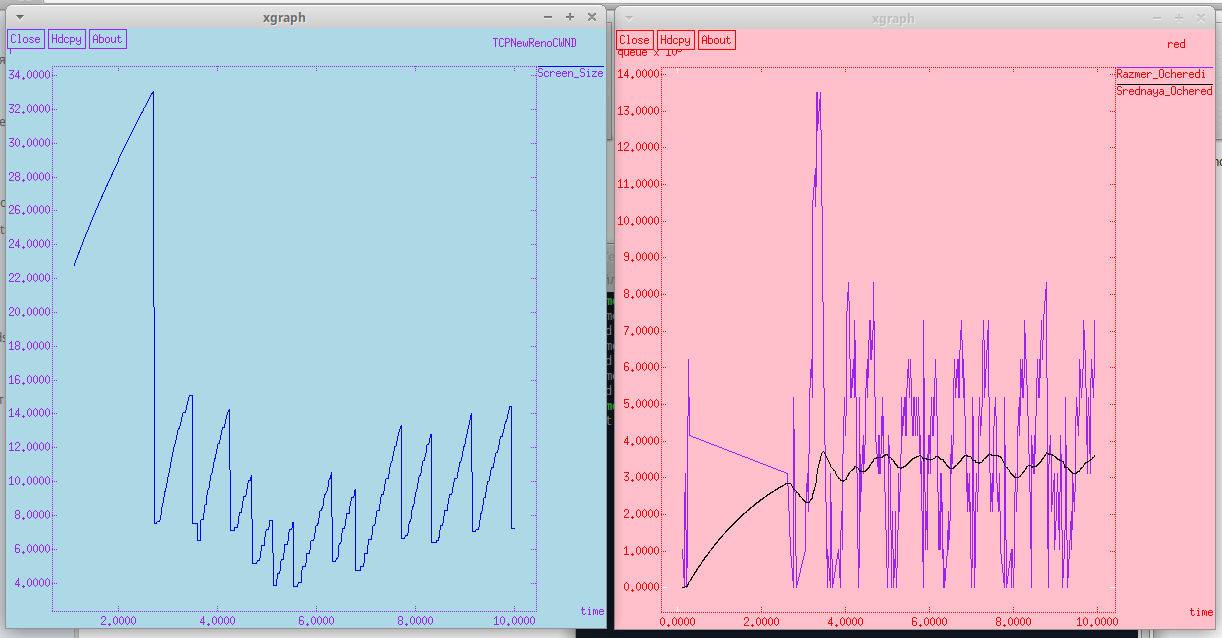 xgraph
Close Hdcpy About
TCPNewRenoCWND
Screen_Size
34.0000
32.0000
30.0000
28.0000
26.0000
24.0000
22.0000
20.0000
18.0000
16.0000
14.0000
12.0000
10.0000
8.0000
6.0000
4.0000
time
2.0000 4.0000 6.0000 8.0000 10.0000
xgraph
Close Hdcpy About
red
queue x 10³
Razmer_Ocheredi
Srednaya_Ochered
14.0000
13.0000
12.0000
11.0000
10.0000
9.0000
8.0000
7.0000
6.0000
5.0000
4.0000
3.0000
2.0000
1.0000
0.0000
time
0.0000 2.0000 4.0000 6.0000 8.0000 10.0000